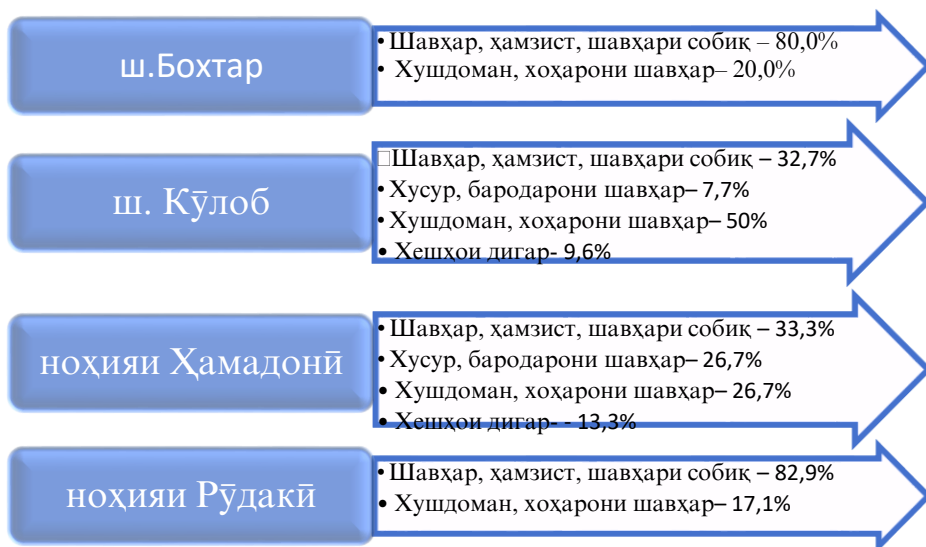 ш.Бохтар
• Шавҳар, ҳамзист, шавҳари собиқ – 80,0%
• Хушдоман, хоҳарони шавҳар– 20,0%
ш. Кӯлоб
Шавҳар, ҳамзист, шавҳари собиқ – 32,7%
• Хусур, бародарони шавҳар– 7,7%
• Хушдоман, хоҳарони шавҳар– 50%
• Хешҳои дигар- 9,6%
ноҳияи Ҳамадонӣ
• Шавҳар, ҳамзист, шавҳари собиқ – 33,3%
• Хусур, бародарони шавҳар– 26,7%
• Хушдоман, хоҳарони шавҳар– 26,7%
• Хешҳои дигар- - 13,3%
ноҳияи Рӯдакӣ
• Шавҳар, ҳамзист, шавҳари собиқ – 82,9%
• Хушдоман, хоҳарони шавҳар– 17,1%